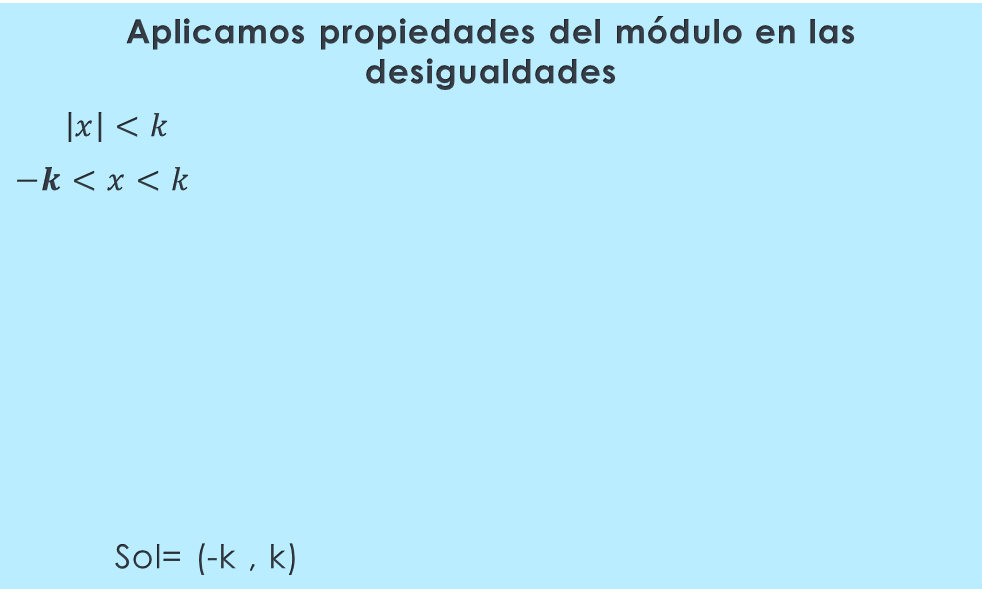 Aplicamos propiedades del módulo en las
desigualdades
|x| < k
−k < x < k
Sol= (-k , k)